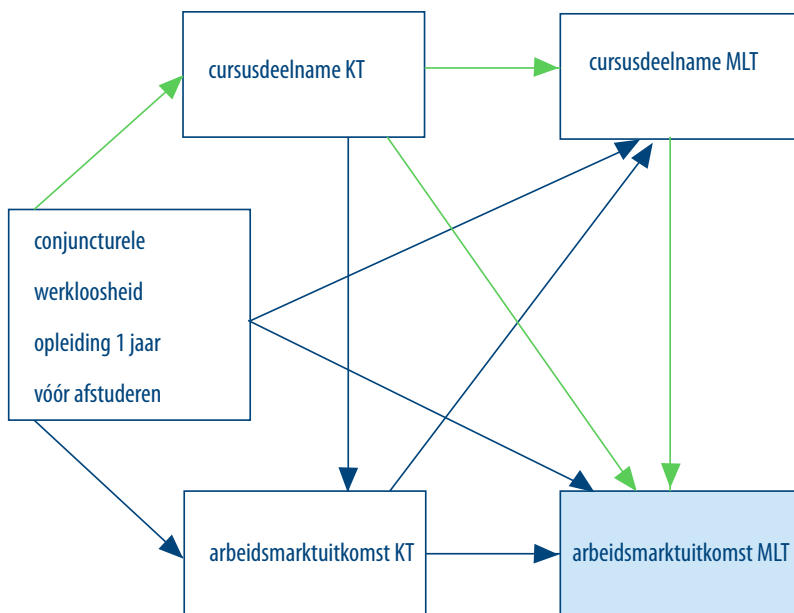 cursusdeelname KT
cursusdeelname MLT
conjuncturele
werkloosheid
opleiding 1 jaar
vóór afstuderen
arbeidsmarktuitkomst KT
arbeidsmarktuitkomst MLT